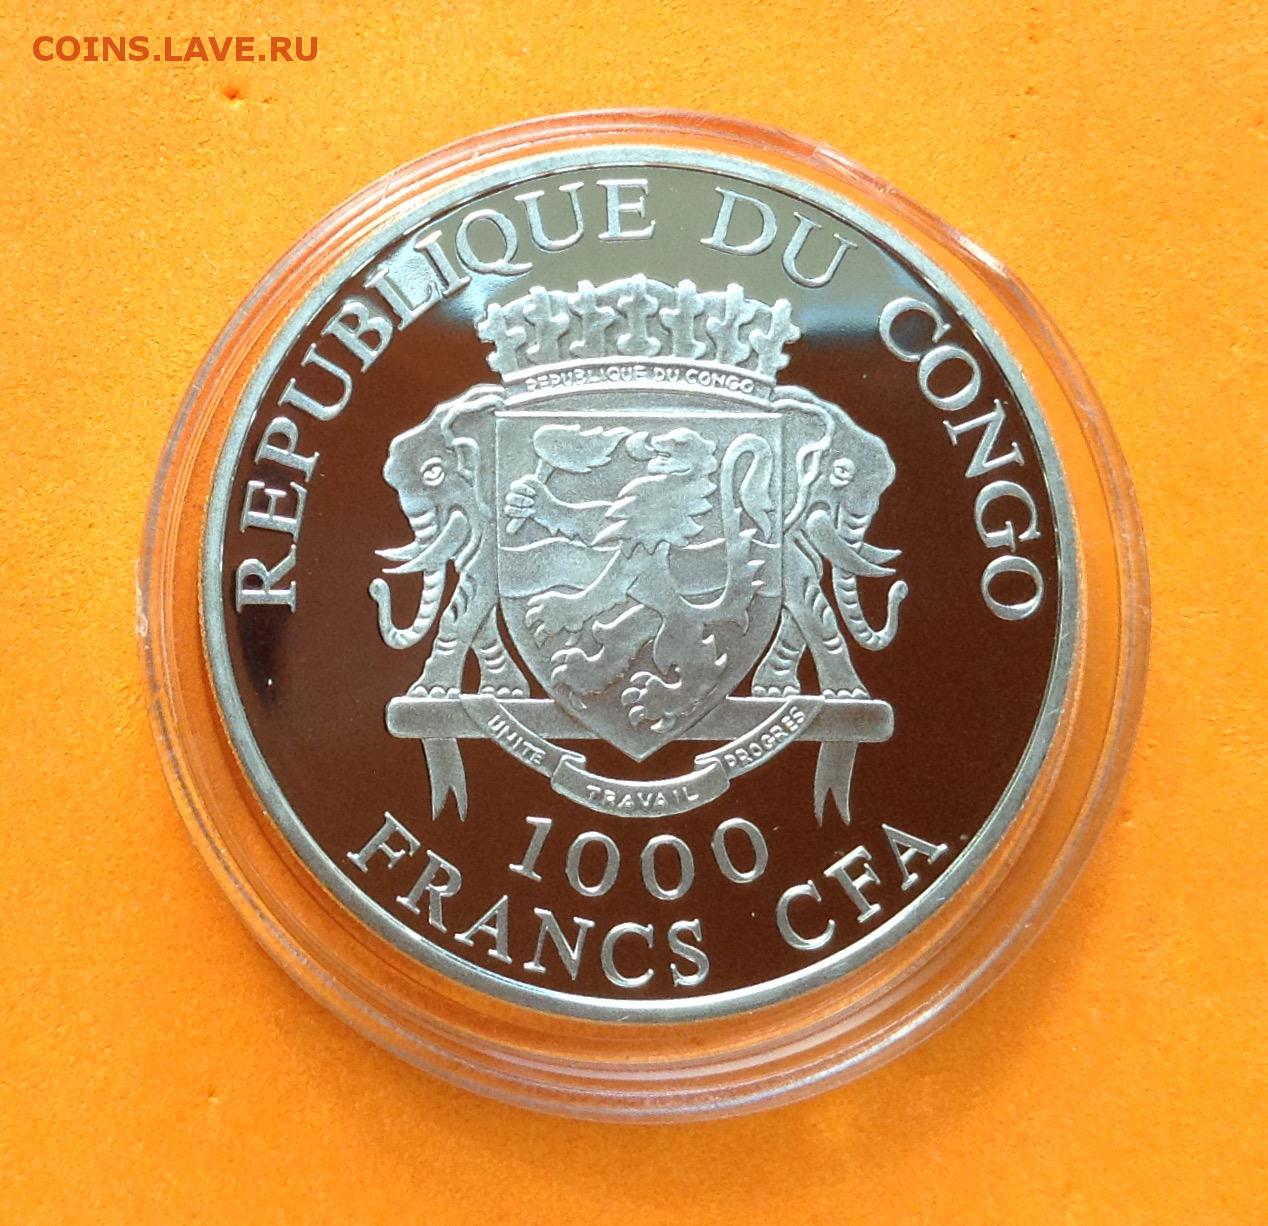 COINS.LAVE.RU
REPUBLIQUE DU CONGO
REPUBLIQUE DU CONGO
UNITE TRAVAIL PROGRES
1000
FRANCS CFA